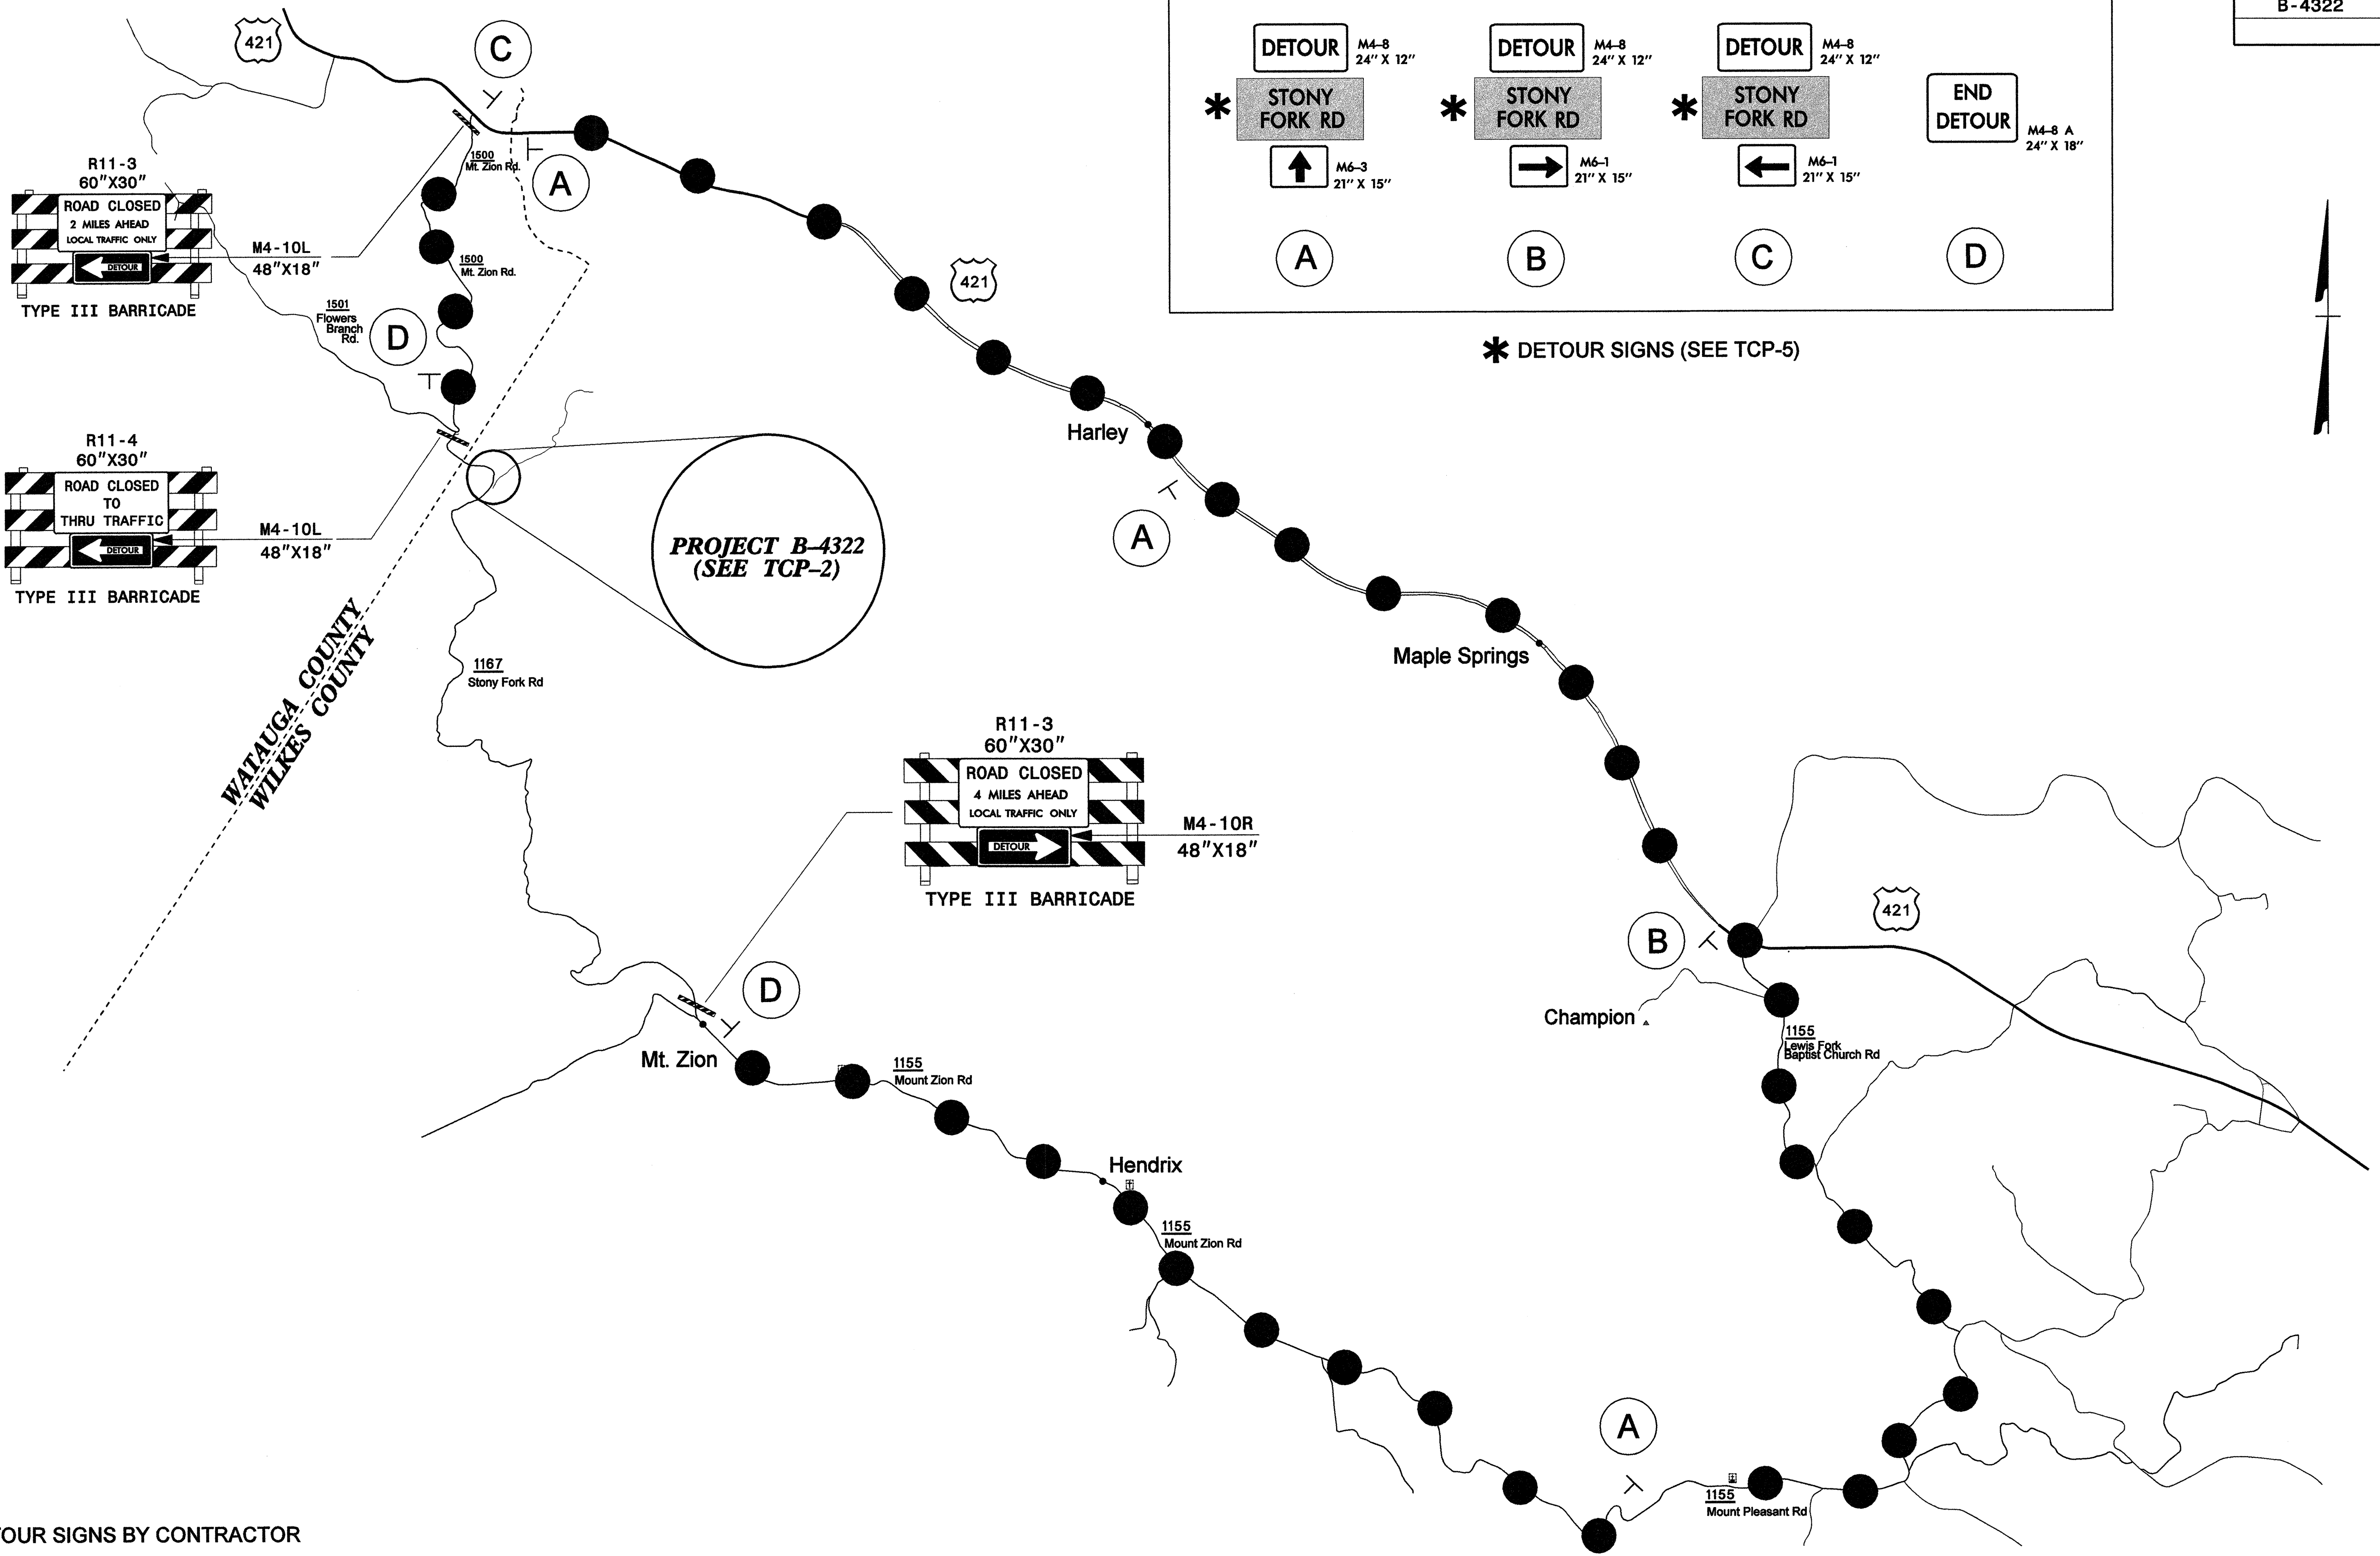 B-4322
DETOUR
M4-8
24" X 12"
* STONY
FORK RD
M6-3
21" X 15"
A
DETOUR
M4-8
24" X 12"
* STONY
FORK RD
M6-1
21" X 15"
B
DETOUR
M4-8
24" X 12"
* STONY
FORK RD
M6-1
21" X 15"
C
END
DETOUR
M4-8 A
24" X 18"
D
* DETOUR SIGNS (SEE TCP-5)
421
C
A
1500
Mt. Zion Rd.
R11-3
60"X30"
ROAD CLOSED
2 MILES AHEAD
LOCAL TRAFFIC ONLY
DETOUR
M4-10L
48"X18"
TYPE III BARRICADE
1500
Mt. Zion Rd.
1501
Flowers
Branch
Rd.
D
421
Harley
R11-4
60"X30"
ROAD CLOSED
TO
THRU TRAFFIC
DETOUR
M4-10L
48"X18"
TYPE III BARRICADE
PROJECT B-4322
(SEE TCP-2)
A
WATAUGA COUNTY
WILKES COUNTY
1167
Stony Fork Rd
Maple Springs
R11-3
60"X30"
ROAD CLOSED
4 MILES AHEAD
LOCAL TRAFFIC ONLY
DETOUR
M4-10R
48"X18"
TYPE III BARRICADE
421
B
Champion
1155
Lewis Fork
Baptist Church Rd
D
Mt. Zion
1155
Mount Zion Rd
Hendrix
1155
Mount Zion Rd
A
1155
Mount Pleasant Rd
TOUR SIGNS BY CONTRACTOR